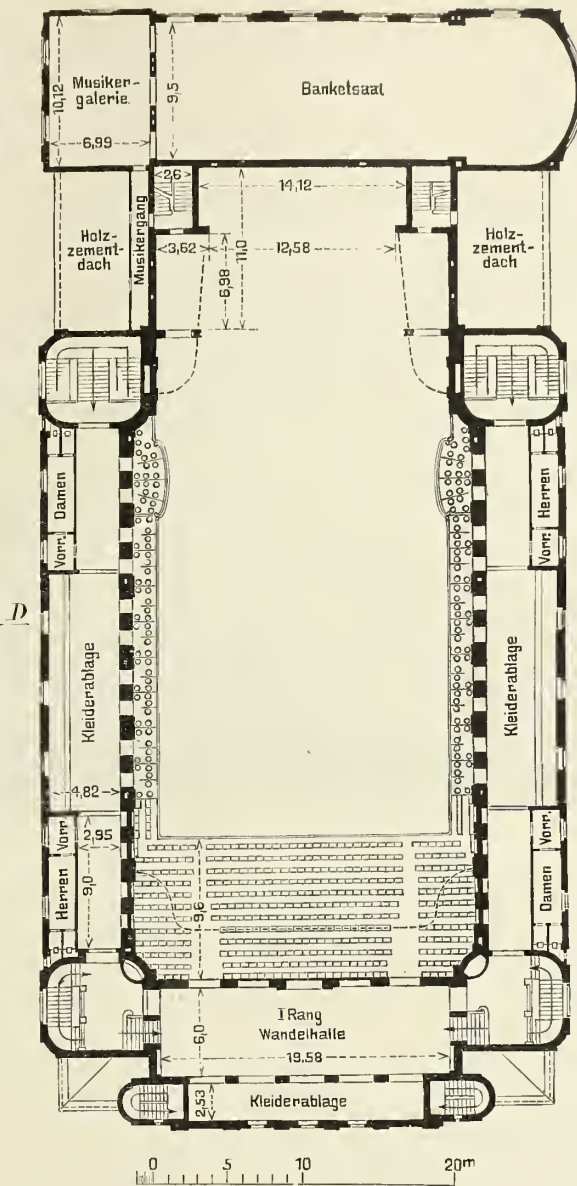 Musiker-
galerie
10,12
6,99
9,5
Banketsaal
2,6
14,12
Holz-
zement-
dach
Musikergang
3,62
11,0
12,58
6,98
Holz-
zement-
dach
Damen
Vorr.
Herren
Vorr.
D
Kleiderablage
Kleiderablage
4,82
Vorr.
2,95
9,0
Herren
9,6
Vorr.
Damen
6,0
I Rang
Wandelhalle
19,58
2,53
Kleiderablage
0 5 10 20m